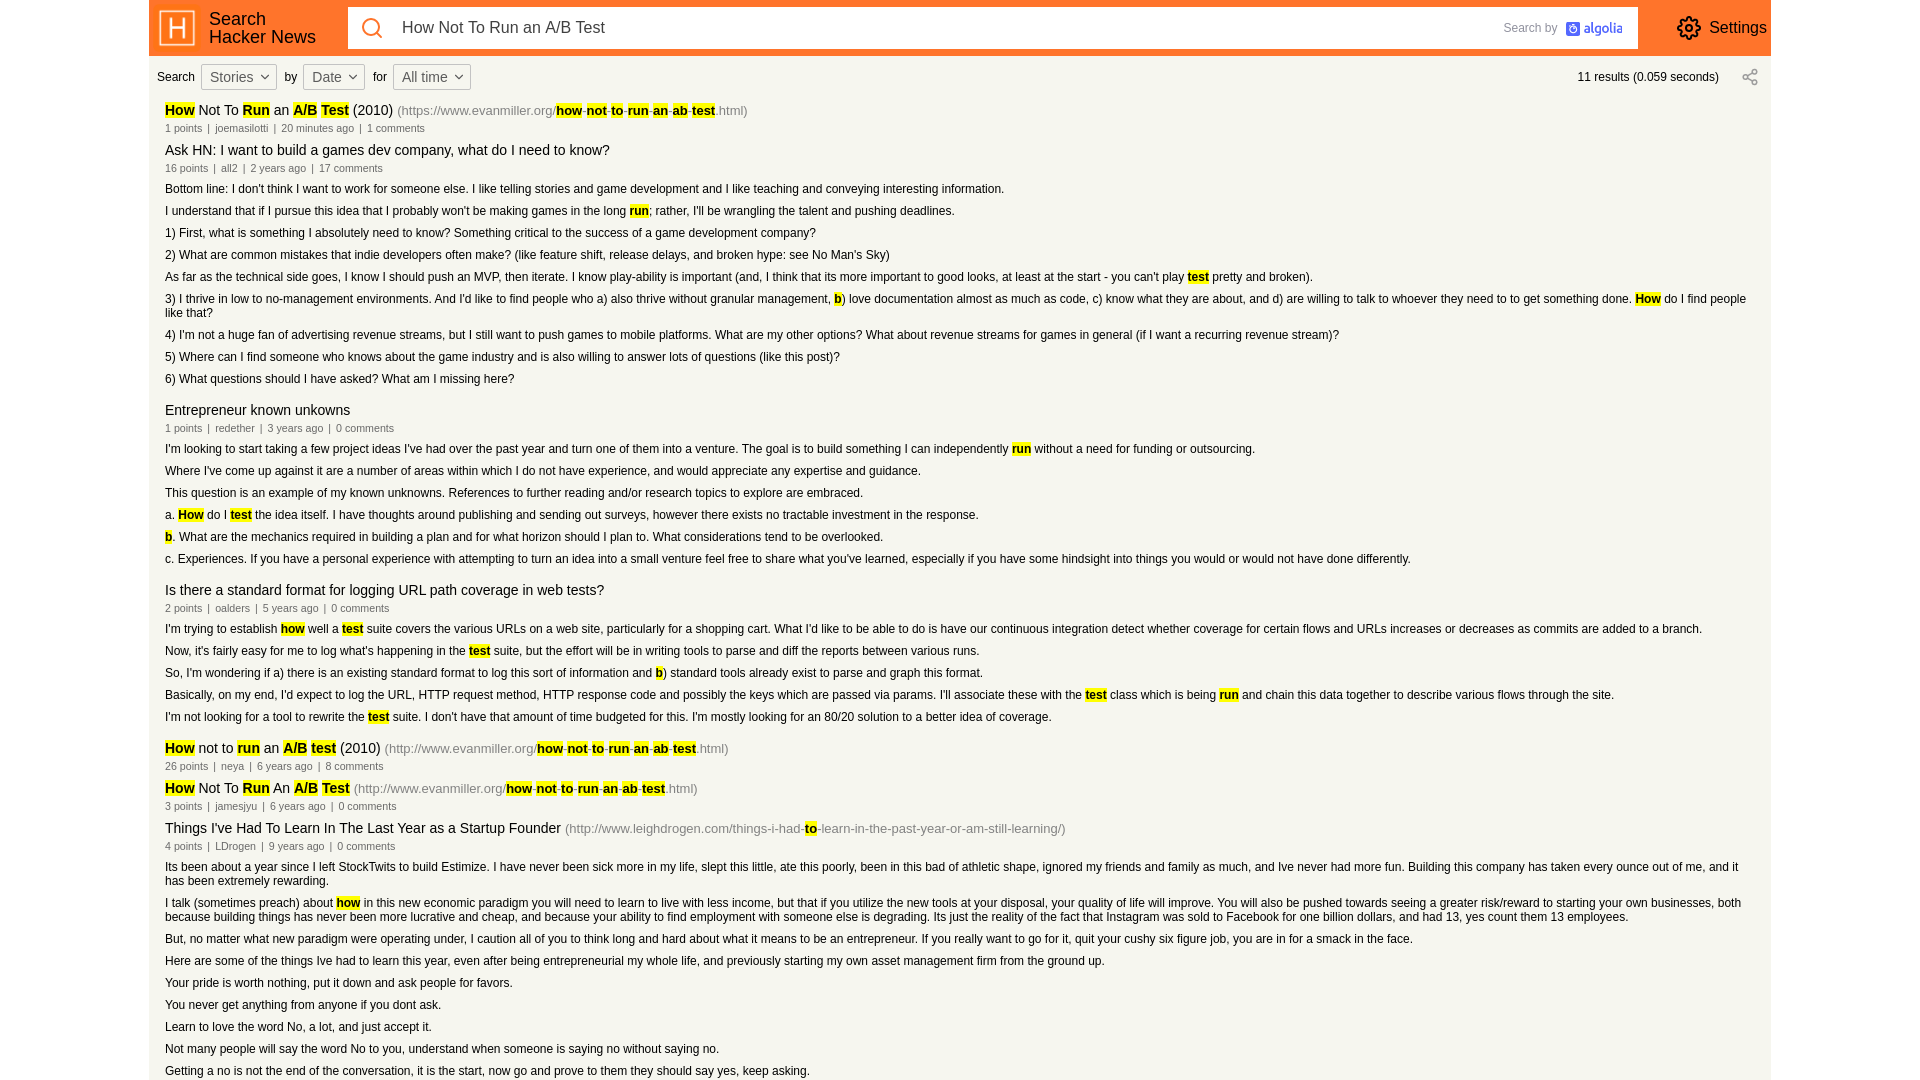 Search
Hacker News
How Not To Run an A/B Test
Search by algolia
Settings
Search Stories by Date for All time
11 results (0.059 seconds)
How Not To Run an A/B Test (2010) (https://www.evanmiller.org/how-not-to-run-an-ab-test.html)
1 points | joemasilotti | 20 minutes ago | 1 comments
Ask HN: I want to build a games dev company, what do I need to know?
16 points | all2 | 2 years ago | 17 comments
Bottom line: I don't think I want to work for someone else. I like telling stories and game development and I like teaching and conveying interesting information.
I understand that if I pursue this idea that I probably won't be making games in the long run; rather, I'll be wrangling the talent and pushing deadlines.
1) First, what is something I absolutely need to know? Something critical to the success of a game development company?
2) What are common mistakes that indie developers often make? (like feature shift, release delays, and broken hype: see No Man's Sky)
As far as the technical side goes, I know I should push an MVP, then iterate. I know play-ability is important (and, I think that its more important to good looks, at least at the start - you can't play test pretty and broken).
3) I thrive in low to no-management environments. And I'd like to find people who a) also thrive without granular management, b) love documentation almost as much as code, c) know what they are about, and d) are willing to talk to whoever they need to to get something done. How do I find people
like that?
4) I'm not a huge fan of advertising revenue streams, but I still want to push games to mobile platforms. What are my other options? What about revenue streams for games in general (if I want a recurring revenue stream)?
5) Where can I find someone who knows about the game industry and is also willing to answer lots of questions (like this post)?
6) What questions should I have asked? What am I missing here?
Entrepreneur known unkowns
1 points | redether | 3 years ago | 0 comments
I'm looking to start taking a few project ideas I've had over the past year and turn one of them into a venture. The goal is to build something I can independently run without a need for funding or outsourcing.
Where I've come up against it are a number of areas within which I do not have experience, and would appreciate any expertise and guidance.
This question is an example of my known unknowns. References to further reading and/or research topics to explore are embraced.
a. How do I test the idea itself. I have thoughts around publishing and sending out surveys, however there exists no tractable investment in the response.
b. What are the mechanics required in building a plan and for what horizon should I plan to. What considerations tend to be overlooked.
c. Experiences. If you have a personal experience with attempting to turn an idea into a small venture feel free to share what you've learned, especially if you have some hindsight into things you would or would not have done differently.
Is there a standard format for logging URL path coverage in web tests?
2 points | oalders | 5 years ago | 0 comments
I'm trying to establish how well a test suite covers the various URLs on a web site, particularly for a shopping cart. What I'd like to be able to do is have our continuous integration detect whether coverage for certain flows and URLs increases or decreases as commits are added to a branch.
Now, it's fairly easy for me to log what's happening in the test suite, but the effort will be in writing tools to parse and diff the reports between various runs.
So, I'm wondering if a) there is an existing standard format to log this sort of information and b) standard tools already exist to parse and graph this format.
Basically, on my end, I'd expect to log the URL, HTTP request method, HTTP response code and possibly the keys which are passed via params. I'll associate these with the test class which is being run and chain this data together to describe various flows through the site.
I'm not looking for a tool to rewrite the test suite. I don't have that amount of time budgeted for this. I'm mostly looking for an 80/20 solution to a better idea of coverage.
How not to run an A/B test (2010) (http://www.evanmiller.org/how-not-to-run-an-ab-test.html)
26 points | neya | 6 years ago | 8 comments
How Not To Run An A/B Test (http://www.evanmiller.org/how-not-to-run-an-ab-test.html)
3 points | jamesjyu | 6 years ago | 0 comments
Things I've Had To Learn In The Last Year as a Startup Founder (http://www.leighdrogen.com/things-i-had-to-learn-in-the-past-year-or-am-still-learning/)
4 points | LDrogen | 9 years ago | 0 comments
Its been about a year since I left StockTwits to build Estimize. I have never been sick more in my life, slept this little, ate this poorly, been in this bad of athletic shape, ignored my friends and family as much, and Ive never had more fun. Building this company has taken every ounce out of me, and it
has been extremely rewarding.
I talk (sometimes preach) about how in this new economic paradigm you will need to learn to live with less income, but that if you utilize the new tools at your disposal, your quality of life will improve. You will also be pushed towards seeing a greater risk/reward to starting your own businesses, both
because building things has never been more lucrative and cheap, and because your ability to find employment with someone else is degrading. Its just the reality of the fact that Instagram was sold to Facebook for one billion dollars, and had 13, yes count them 13 employees.
But, no matter what new paradigm were operating under, I caution all of you to think long and hard about what it means to be an entrepreneur. If you really want to go for it, quit your cushy six figure job, you are in for a smack in the face.
Here are some of the things Ive had to learn this year, even after being entrepreneurial my whole life, and previously starting my own asset management firm from the ground up.
Your pride is worth nothing, put it down and ask people for favors.
You never get anything from anyone if you dont ask.
Learn to love the word No, a lot, and just accept it.
Not many people will say the word No to you, understand when someone is saying no without saying no.
Getting a no is not the end of the conversation, it is the start, now go and prove to them they should say yes, keep asking.